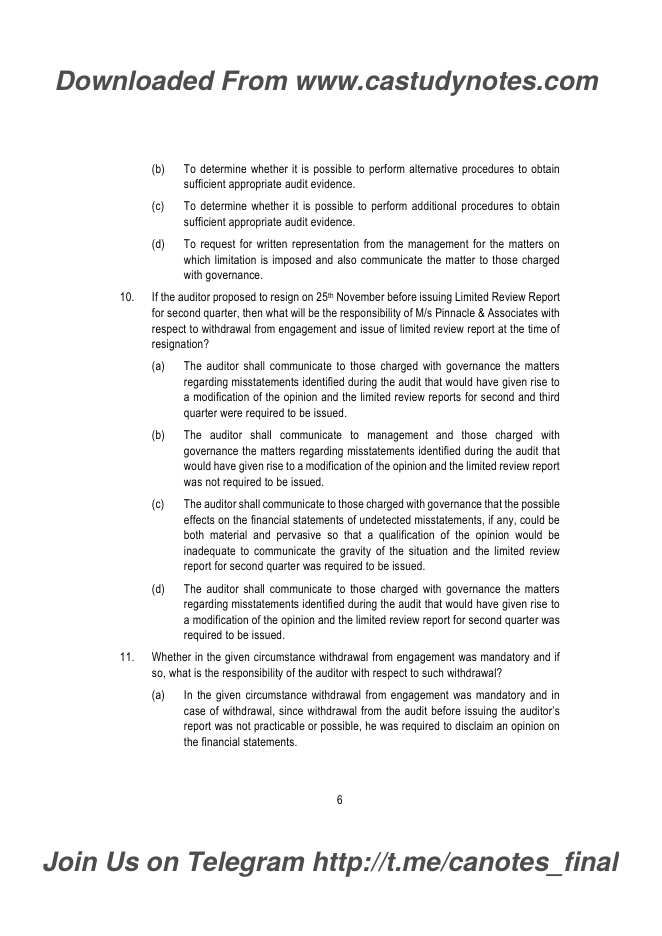 Downloaded From www.castudynotes.com
(b) To determine whether it is possible to perform alternative procedures to obtain
sufficient appropriate audit evidence.
(c) To determine whether it is possible to perform additional procedures to obtain
sufficient appropriate audit evidence.
(d) To request for written representation from the management for the matters on
which limitation is imposed and also communicate the matter to those charged
with governance.
10. If the auditor proposed to resign on 25th November before issuing Limited Review Report
for second quarter, then what will be the responsibility of M/s Pinnacle & Associates with
respect to withdrawal from engagement and issue of limited review report at the time of
resignation?
(a) The auditor shall communicate to those charged with governance the matters
regarding misstatements identified during the audit that would have given rise to
a modification of the opinion and the limited review reports for second and third
quarter were required to be issued.
(b) The auditor shall communicate to management and those charged with
governance the matters regarding misstatements identified during the audit that
would have given rise to a modification of the opinion and the limited review report
was not required to be issued.
(c) The auditor shall communicate to those charged with governance that the possible
effects on the financial statements of undetected misstatements, if any, could be
both material and pervasive so that a qualification of the opinion would be
inadequate to communicate the gravity of the situation and the limited review
report for second quarter was required to be issued.
(d) The auditor shall communicate to those charged with governance the matters
regarding misstatements identified during the audit that would have given rise to
a modification of the opinion and the limited review report for second quarter was
required to be issued.
11. Whether in the given circumstance withdrawal from engagement was mandatory and if
so, what is the responsibility of the auditor with respect to such withdrawal?
(a) In the given circumstance withdrawal from engagement was mandatory and in
case of withdrawal, since withdrawal from the audit before issuing the auditor's
report was not practicable or possible, he was required to disclaim an opinion on
the financial statements.
6
Join Us on Telegram http://t.me/canotes_final